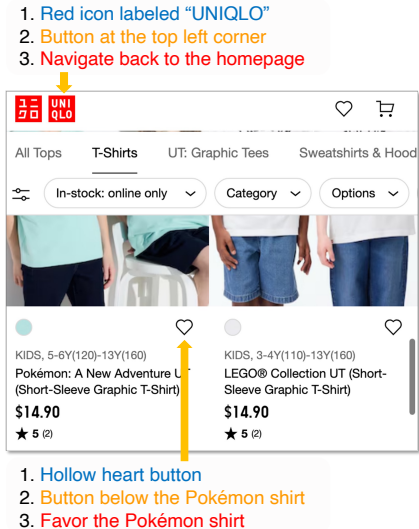 1. Red icon labeled “UNIQLO”
2. Button at the top left corner
3. Navigate back to the homepage
ユニ クロ UNI QLO
All Tops T-Shirts UT: Graphic Tees Sweatshirts & Hood
In-stock: online only Category Options
KIDS, 5-6Y(120)-13Y(160)
Pokémon: A New Adventure UT
(Short-Sleeve Graphic T-Shirt)
$14.90
★ 5 (2)
KIDS, 3-4Y(110)-13Y(160)
LEGO® Collection UT (Short-
Sleeve Graphic T-Shirt)
$14.90
★ 5 (2)
1. Hollow heart button
2. Button below the Pokémon shirt
3. Favor the Pokémon shirt